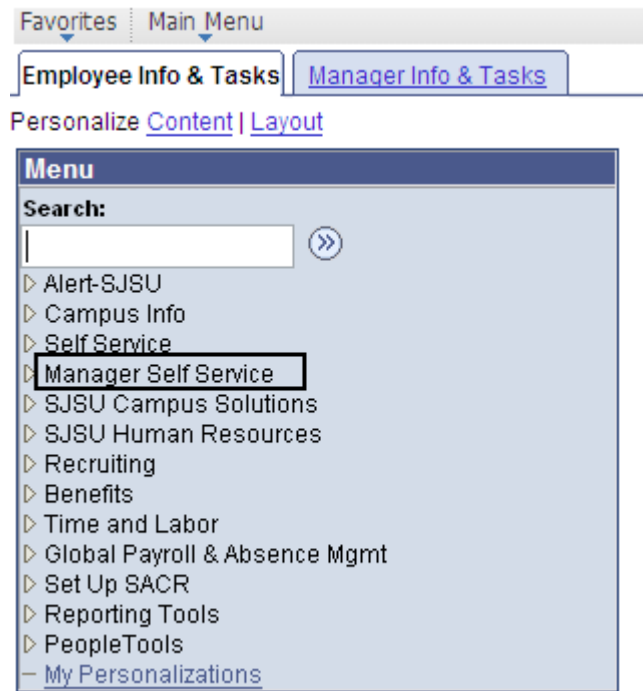 Favorites Main Menu
Employee Info & Tasks Manager Info & Tasks
Personalize Content | Layout
Menu
Search:
Alert-SJSU
Campus Info
Self Service
Manager Self Service
SJSU Campus Solutions
SJSU Human Resources
Recruiting
Benefits
Time and Labor
Global Payroll & Absence Mgmt
Set Up SACR
Reporting Tools
PeopleTools
My Personalizations